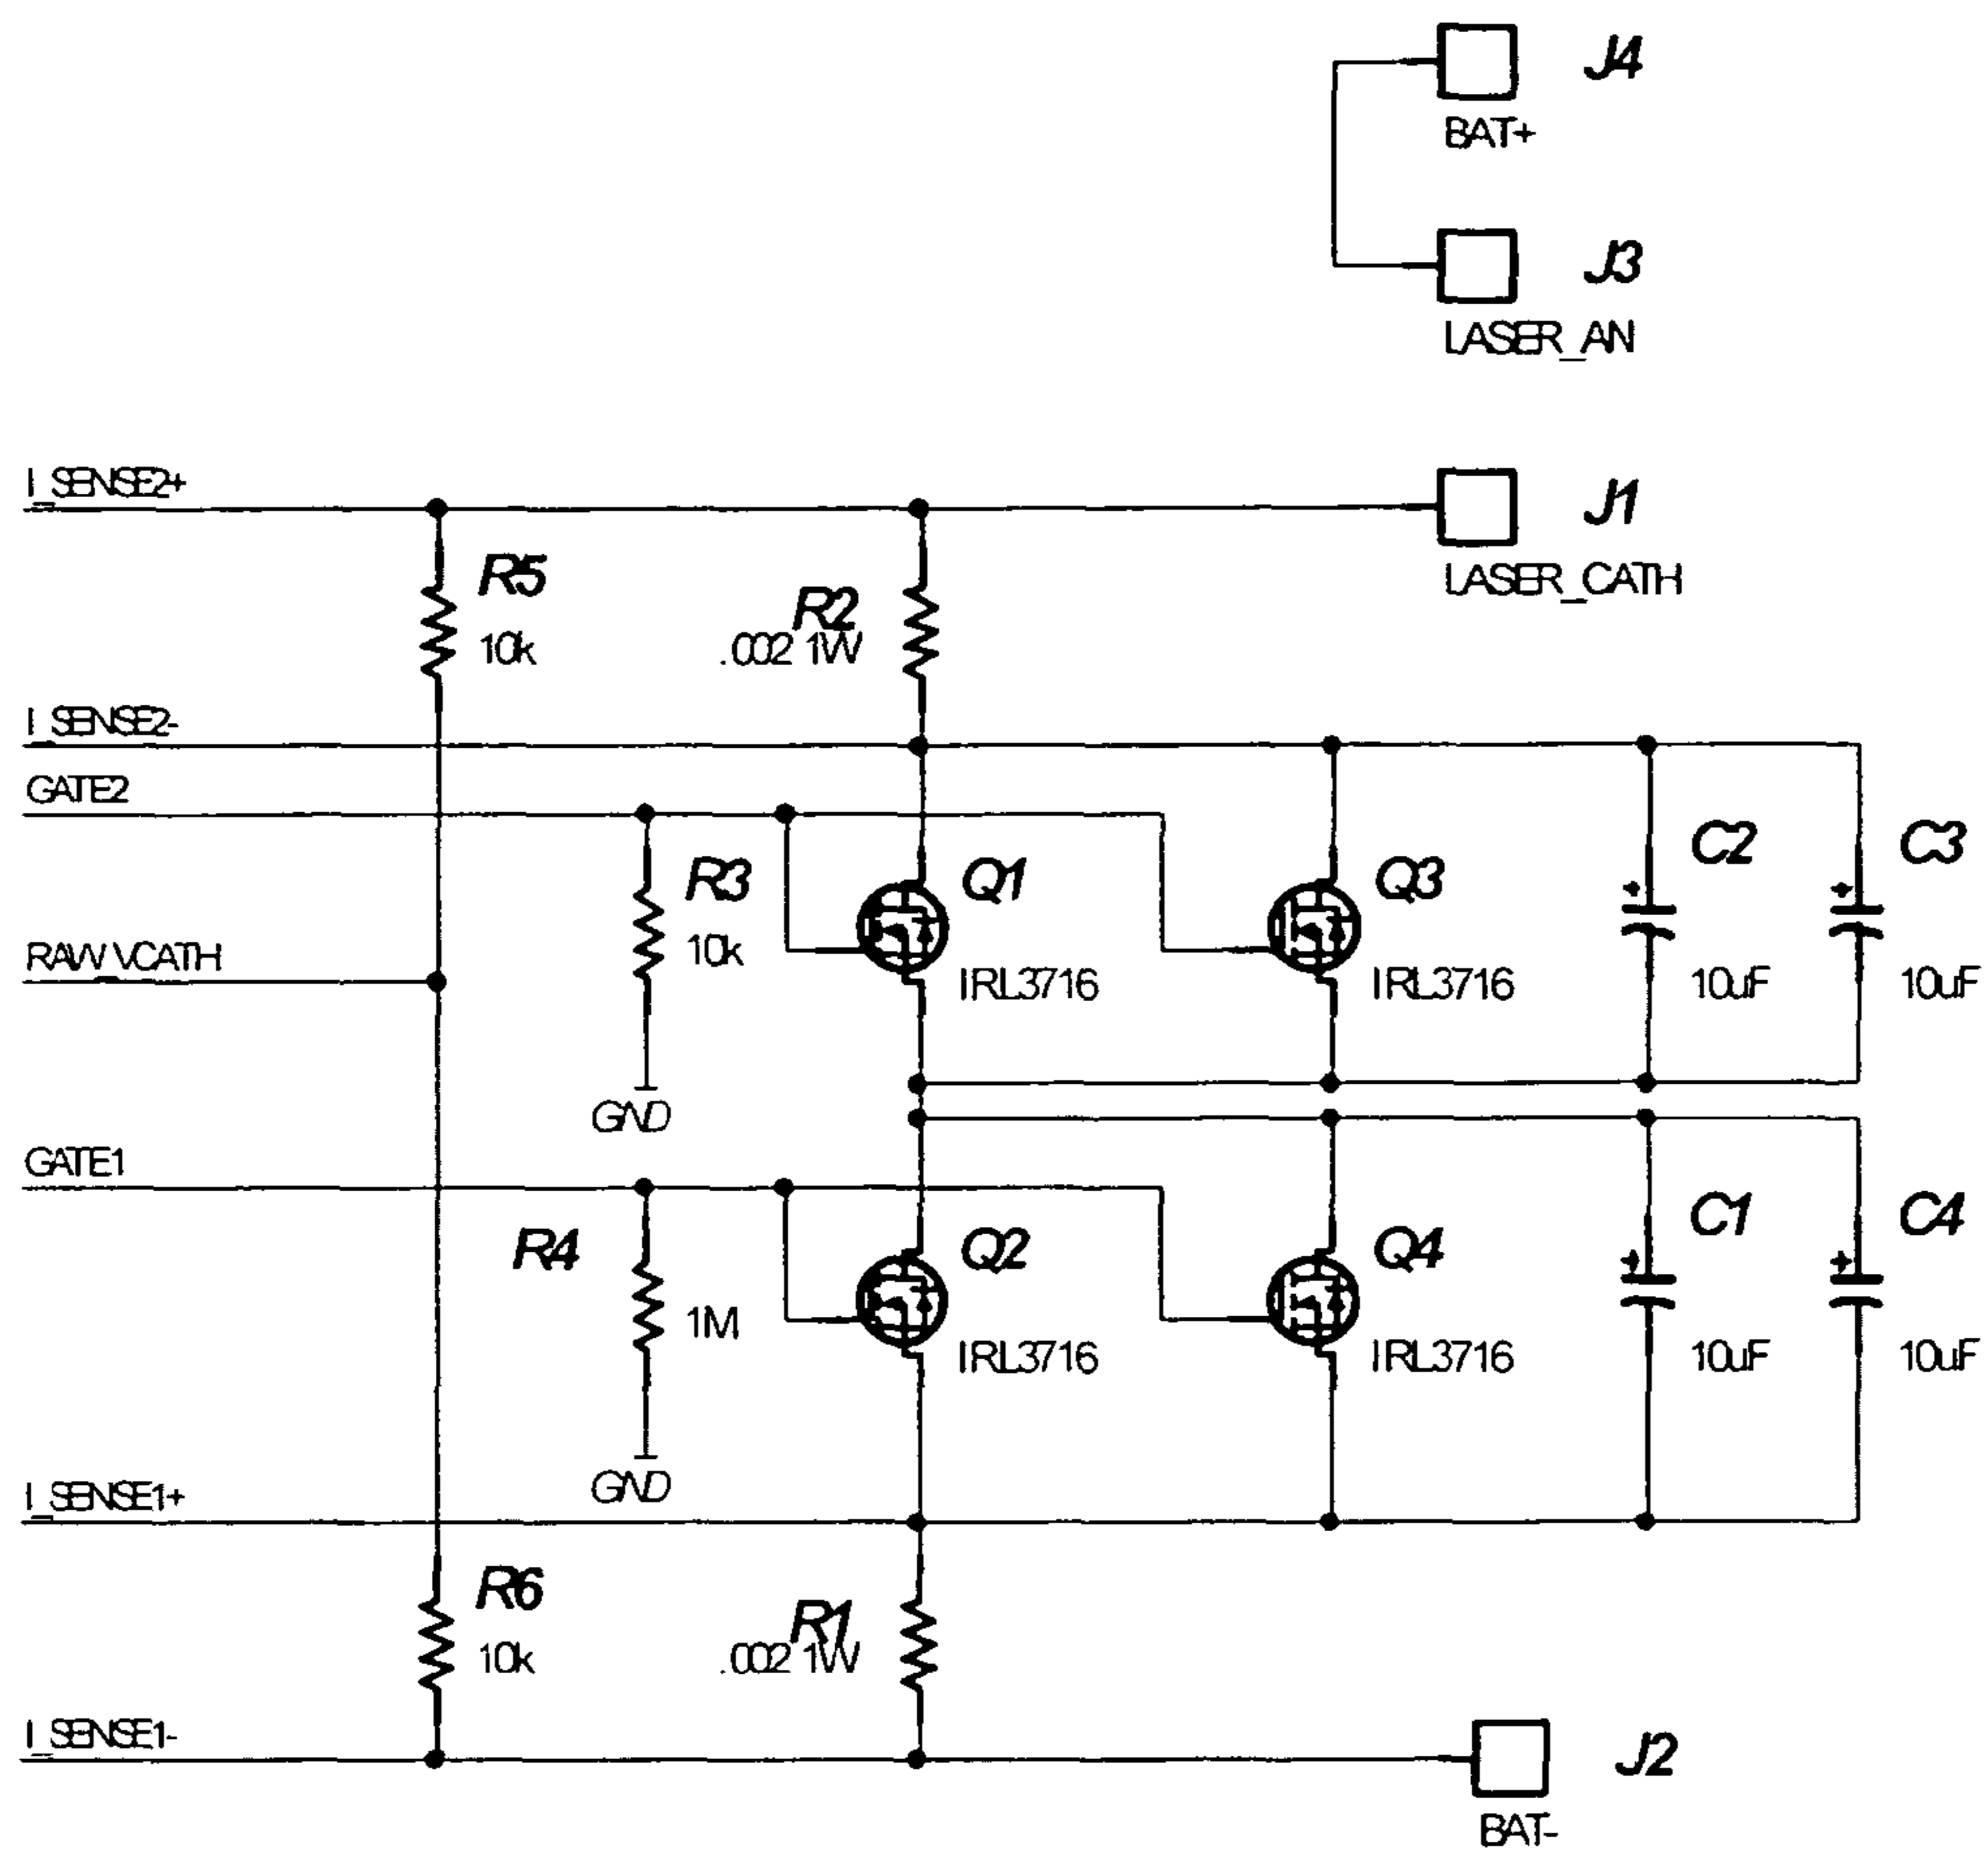 J4
BAT+
J3
LASER_AN
I_SENSE2+
J1
LASER_CATH
R5
10k
R2
.002 1W
I_SENSE2-
GATE2
R3
10k
Q1
IRL3716
Q3
IRL3716
C2
10uF
C3
10uF
RAW_VCATH
GND
GATE1
R4
1M
Q2
IRL3716
Q4
IRL3716
C1
10uF
C4
10uF
GND
I_SENSE1+
R6
10k
R1
.002 1W
I_SENSE1-
J2
BAT-